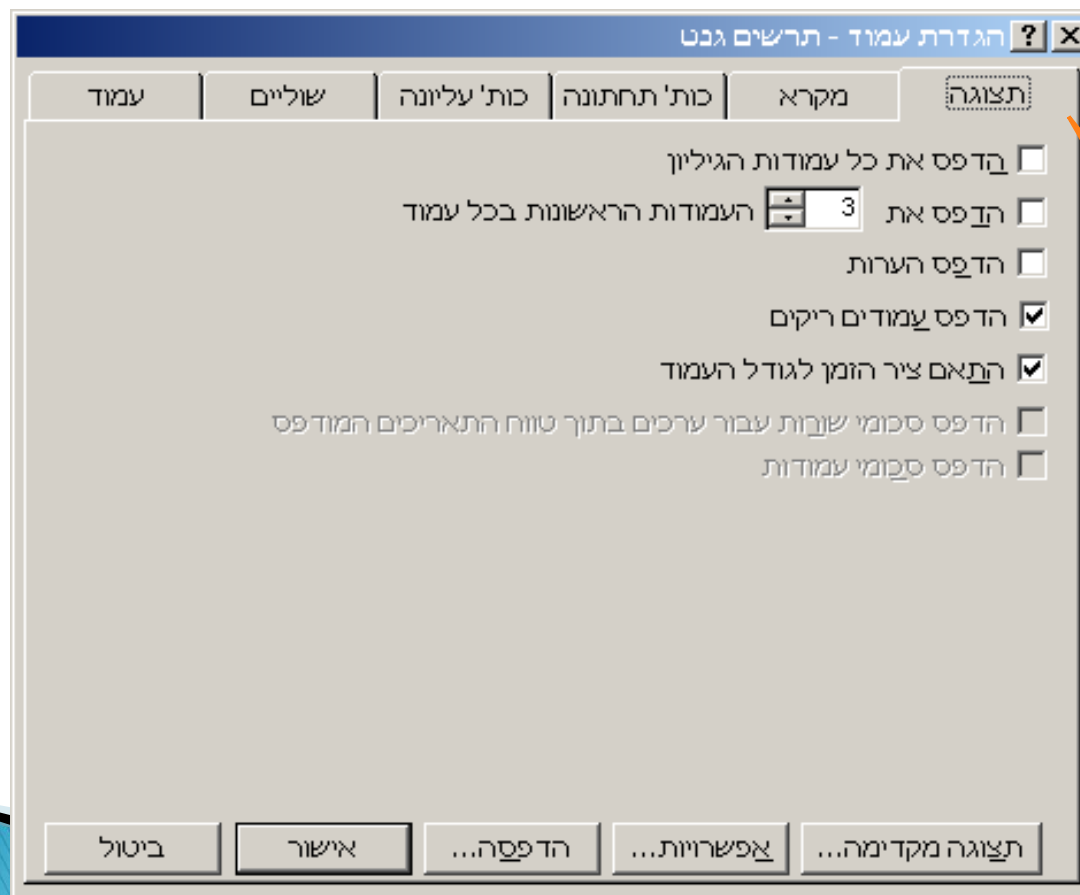 הגדרת עמוד - תרשים גנט
תצוגה מקרא כות' תחתונה כות' עליונה שוליים עמוד
הדפס את כל עמודות הגיליון
הדפס את 3 העמודות הראשונות בכל עמוד
הדפס הערות
הדפס עמודים ריקים
התאם ציר הזמן לגודל העמוד
הדפס סכומי שורות עבור ערכים בתוך טווח התאריכים המודפס
הדפס סכומי עמודות
תצוגה מקדימה... אפשרויות... הדפסה... אישור ביטול